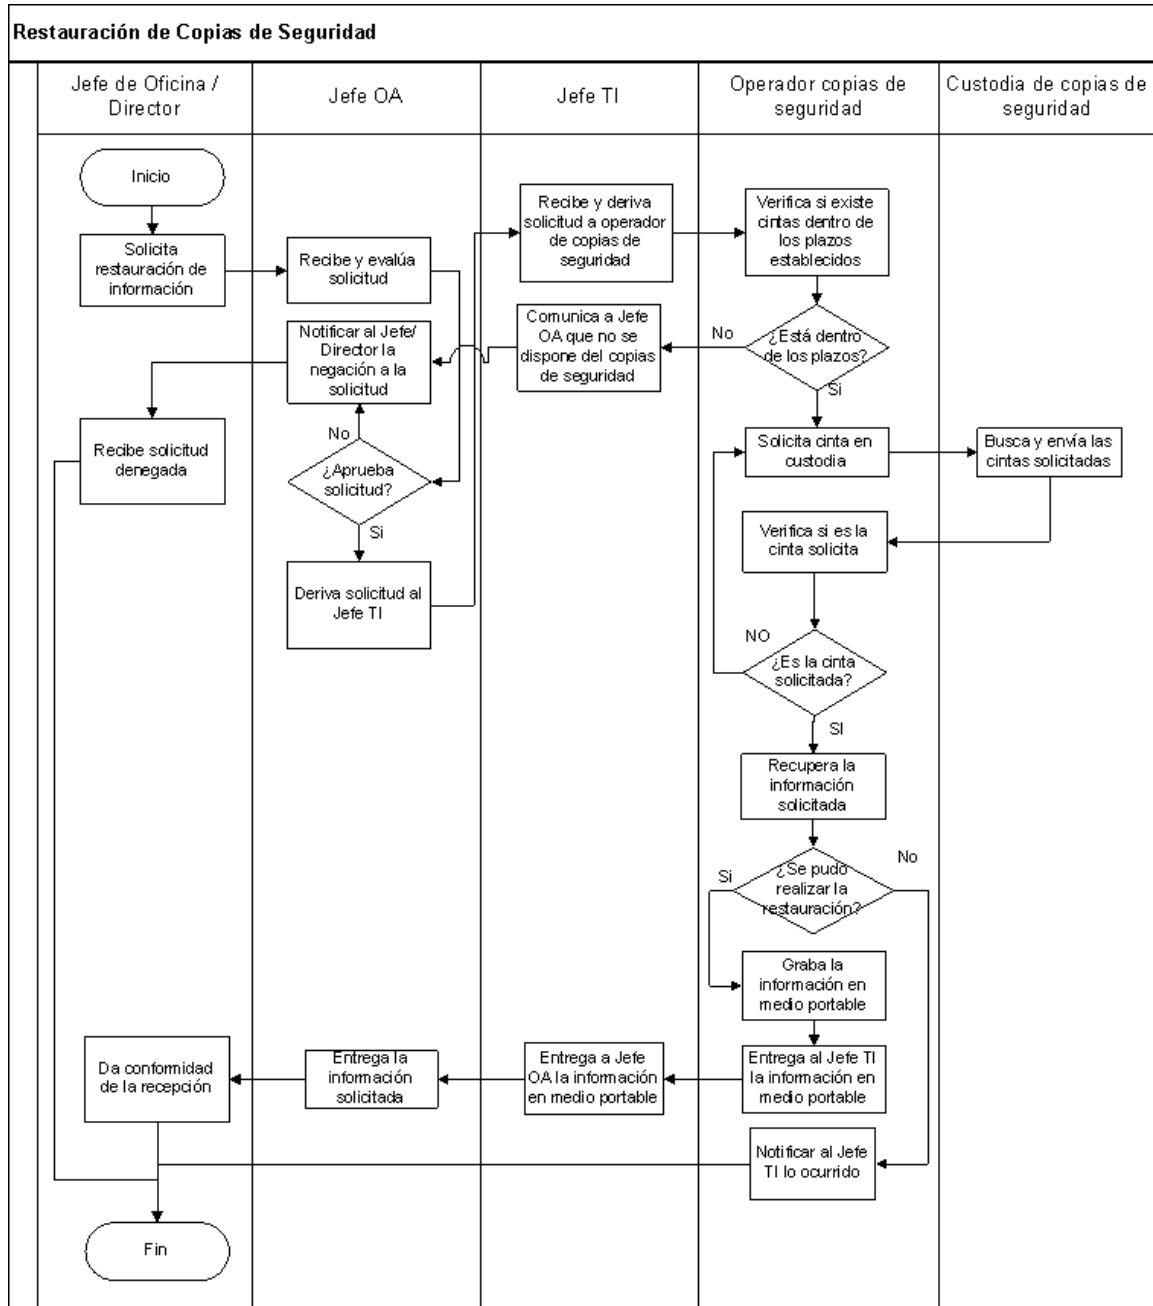 Restauración de Copias de Seguridad
Jefe de Oficina /
Director
Jefe OA
Jefe TI
Operador copias de
seguridad
Custodia de copias de
seguridad
Inicio
Solicita
restauración de
información
Recibe y evalúa
solicitud
Recibe y deriva
solicitud a operador
de copias de
seguridad
Verifica si existe
cintas dentro de
los plazos
establecidos
¿Está dentro
de los plazos?
No
Si
Comunica a Jefe
OA que no se
dispone del copias
de seguridad
Notificar al Jefe/
Director la
negación a la
solicitud
Recibe solicitud
denegada
No
¿Aprueba
solicitud?
Si
Deriva solicitud al
Jefe TI
Solicita cinta en
custodia
Busca y envía las
cintas solicitadas
Verifica si es la
cinta solicita
NO
¿Es la cinta
solicitada?
SI
Recupera la
información
solicitada
Si
¿Se pudo
realizar la
restauración?
No
Graba la
información en
medio portable
Entrega al Jefe TI
la información en
medio portable
Entrega a Jefe
OA la información
en medio portable
Entrega la
información
solicitada
Da conformidad
de la recepción
Notificar al Jefe
TI lo ocurrido
Fin